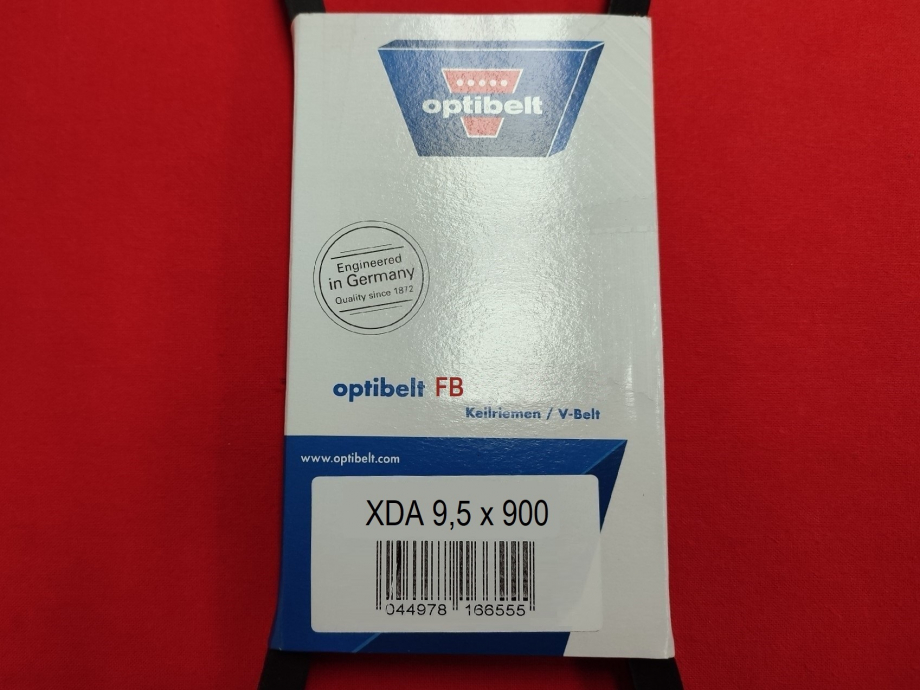 optibelt
Engineered
in Germany
Quality since 1872
optibelt FB
Keilriemen / V-Belt
www.optibelt.com
XDA 9,5 x 900
044978 166555